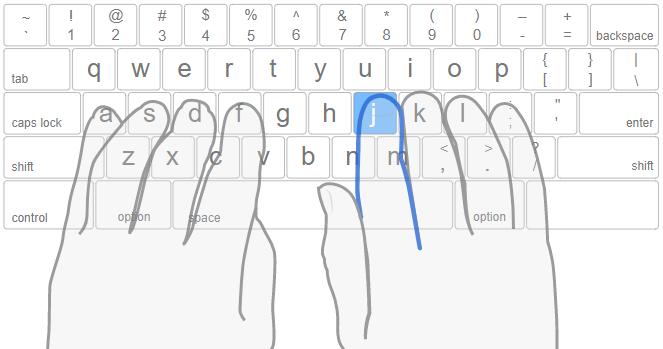 ~ ! @ # $ % ^ & * ( ) – +
` 1 2 3 4 5 6 7 8 9 0 - = backspace
tab q w e r t y u i o p { [ } ] | \
caps lock a s d f g h j k l : ; " ' enter
shift z x c v b n m < , > . ? / shift
control option space option